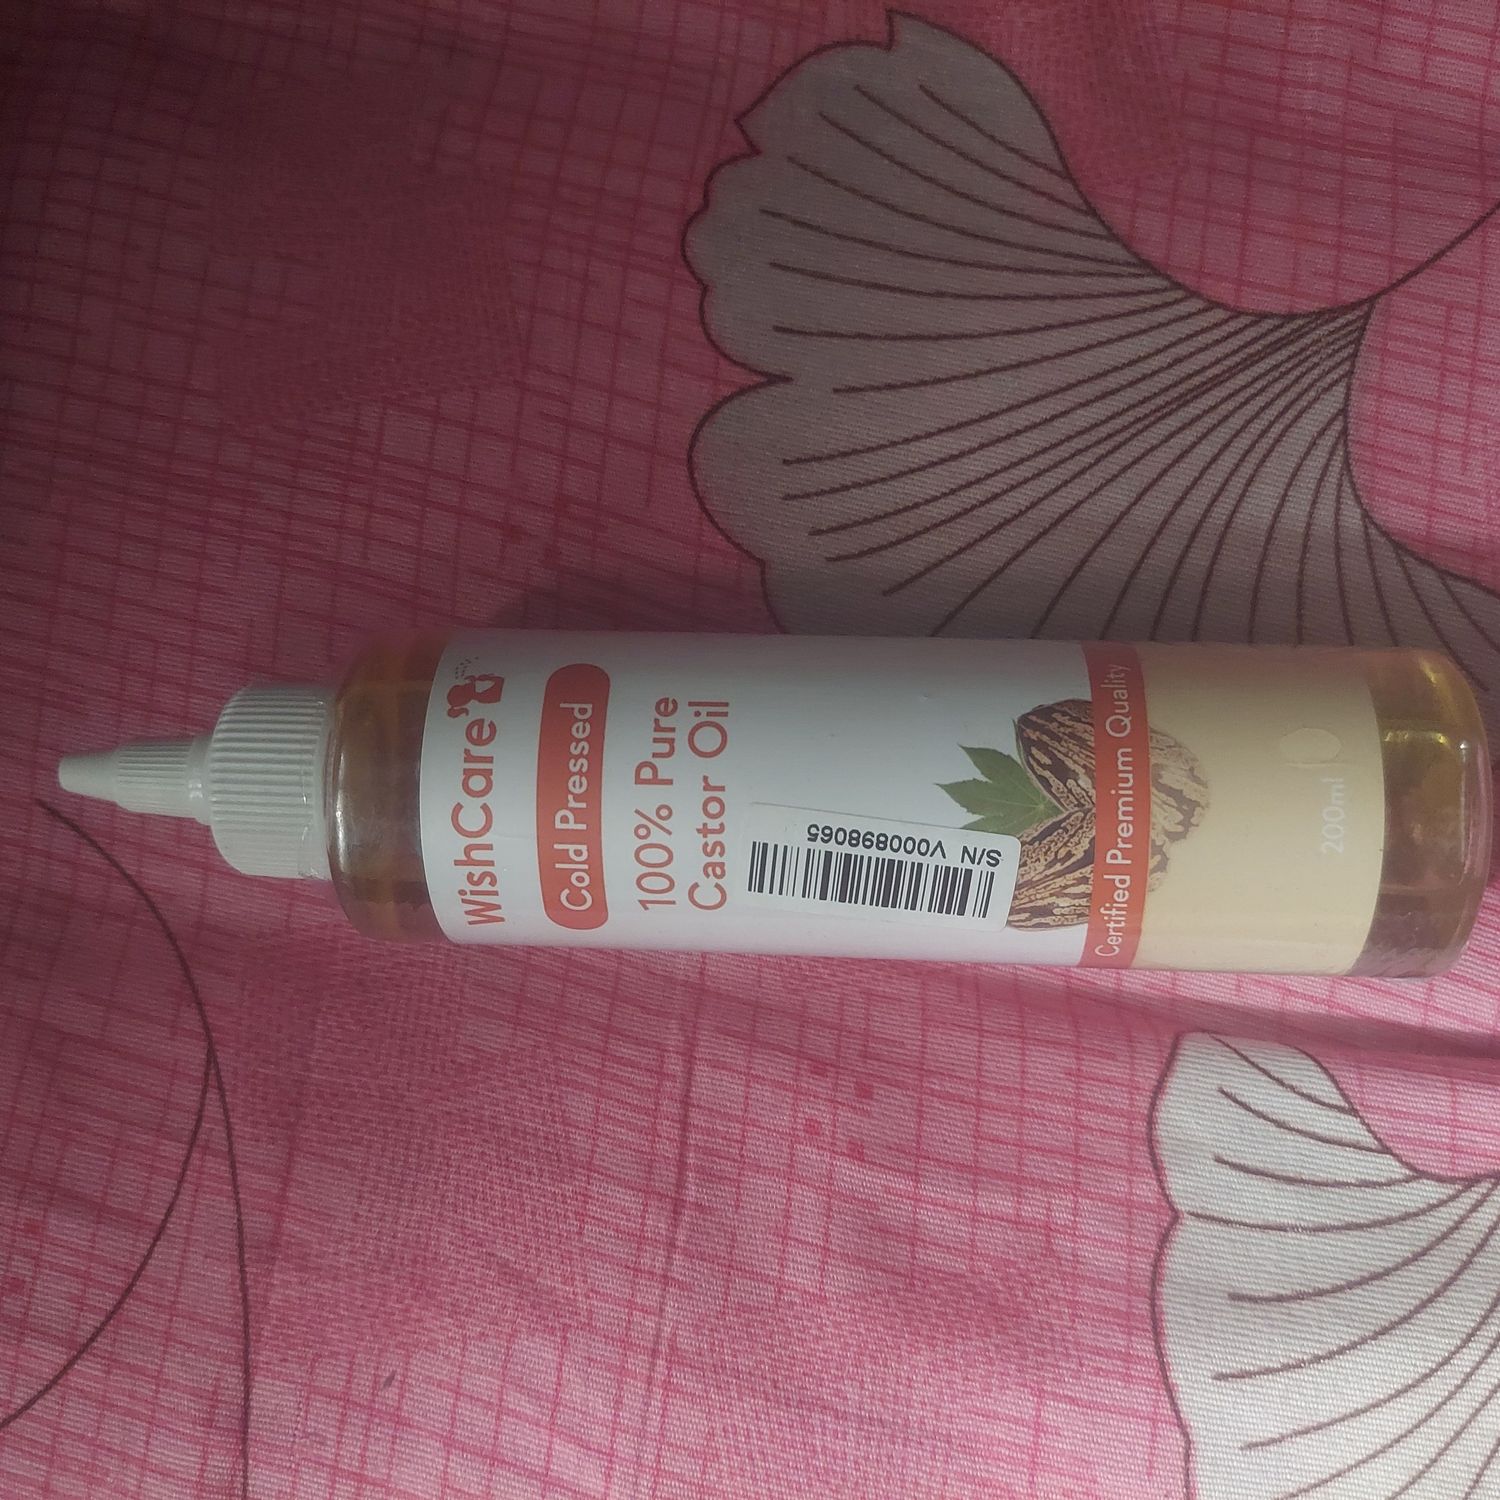 WishCare
Cold Pressed
100% Pure
Castor Oil
S/N V000898065
Certified Premium Quality
200ml